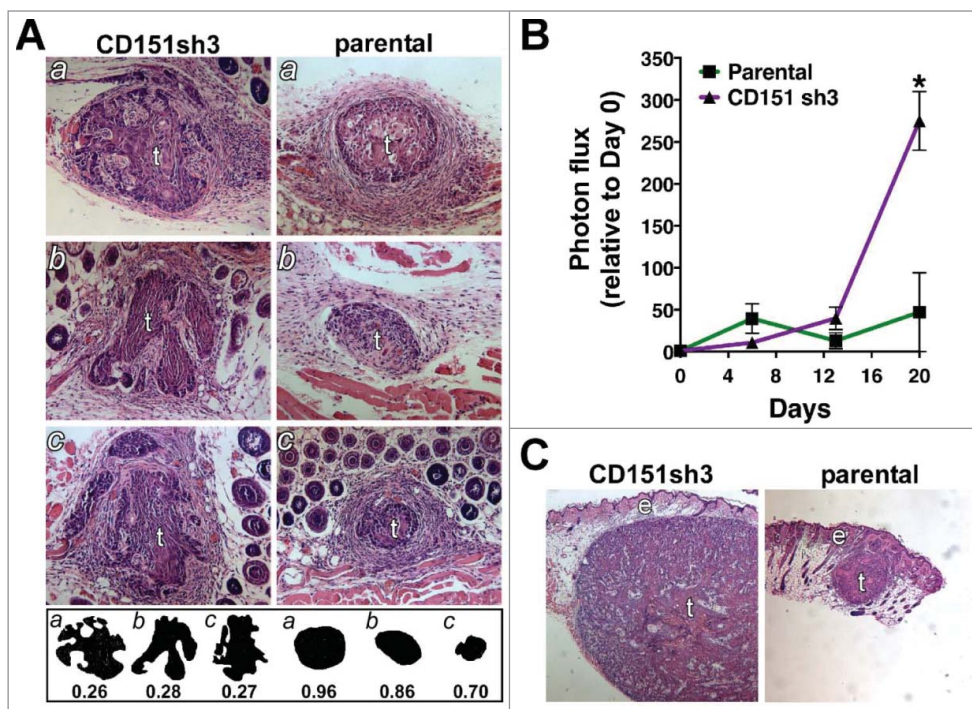 A
CD151sh3 parental
a a
t t
b b
t t
c c
t t
a b c a b c
0.26 0.28 0.27 0.96 0.86 0.70
B
Parental
CD151 sh3
*
Photon flux
(relative to Day 0)
350
300
250
200
150
100
50
0
0 4 8 12 16 20
Days
C
CD151sh3 parental
e e
t t